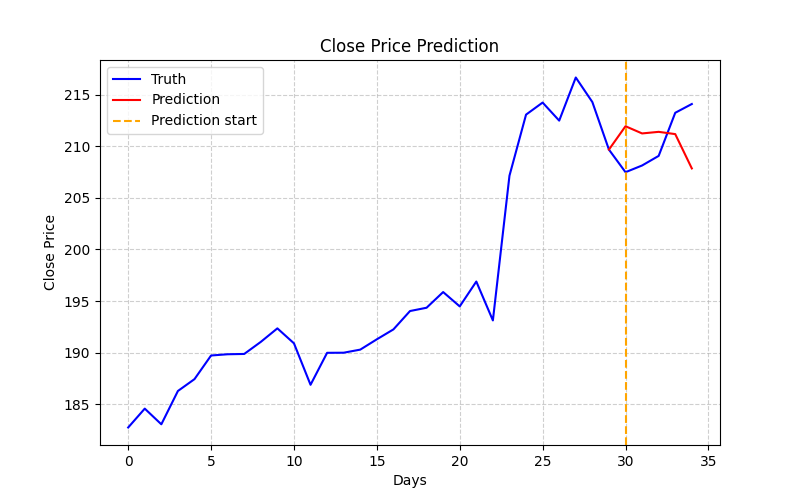 Close Price Prediction
Truth
Prediction
Prediction start
215
210
205
200
195
190
185
Close Price
0 5 10 15 20 25 30 35
Days